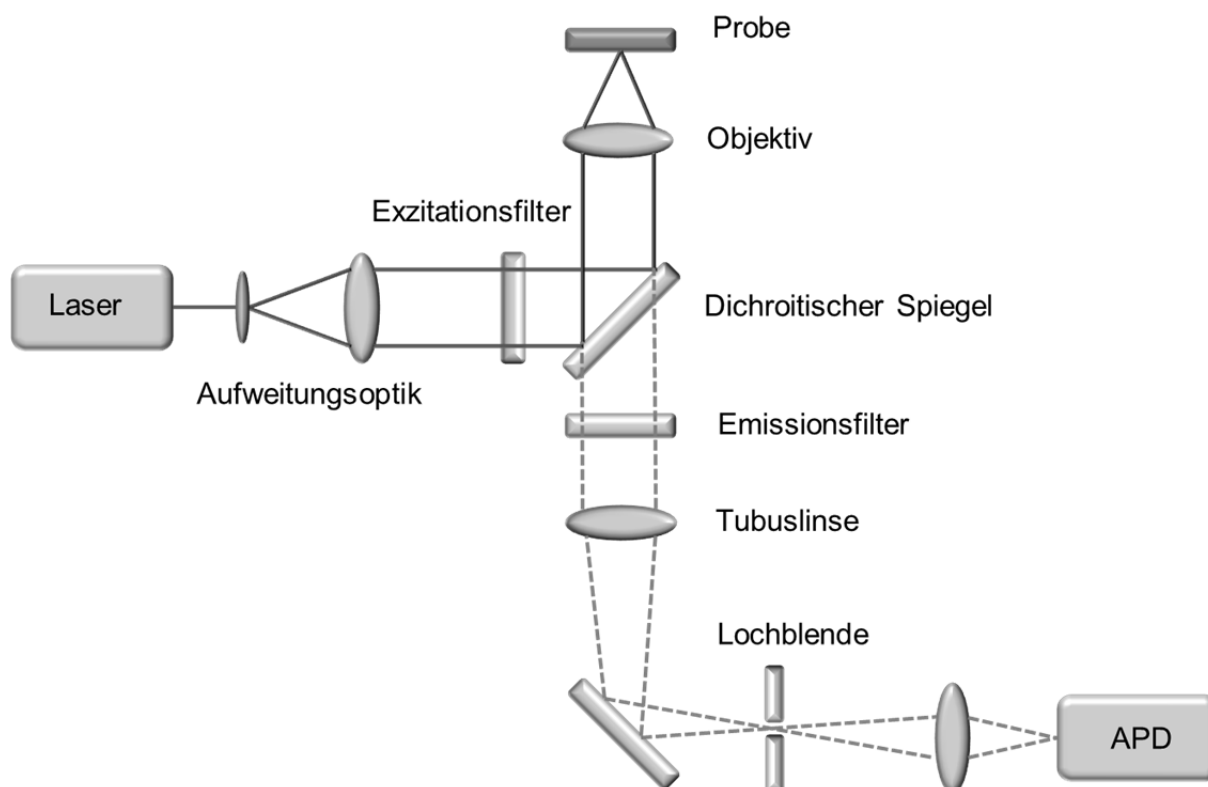 Probe
Objektiv
Exzitationsfilter
Laser
Dichroitischer Spiegel
Aufweitungsoptik
Emissionsfilter
Tubuslinse
Lochblende
APD